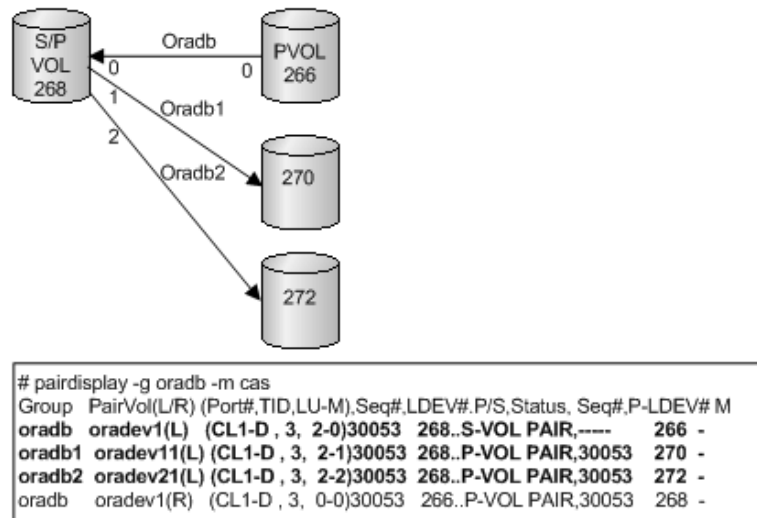 S/P
VOL
268
Oradb
PVOL
266
0
0
1
Oradb1
2
Oradb2
270
272
# pairdisplay -g oradb -m cas
Group PairVol(L/R) (Port#,TID,LU-M),Seq#,LDEV#.P/S,Status, Seq#,P-LDEV# M
oradb oradev1(L) (CL1-D , 3, 2-0)30053 268..S-VOL PAIR,----- 266 -
oradb1 oradev11(L) (CL1-D , 3, 2-1)30053 268..P-VOL PAIR,30053 270 -
oradb2 oradev21(L) (CL1-D , 3, 2-2)30053 268..P-VOL PAIR,30053 272 -
oradb oradev1(R) (CL1-D , 3, 0-0)30053 266..P-VOL PAIR,30053 268 -